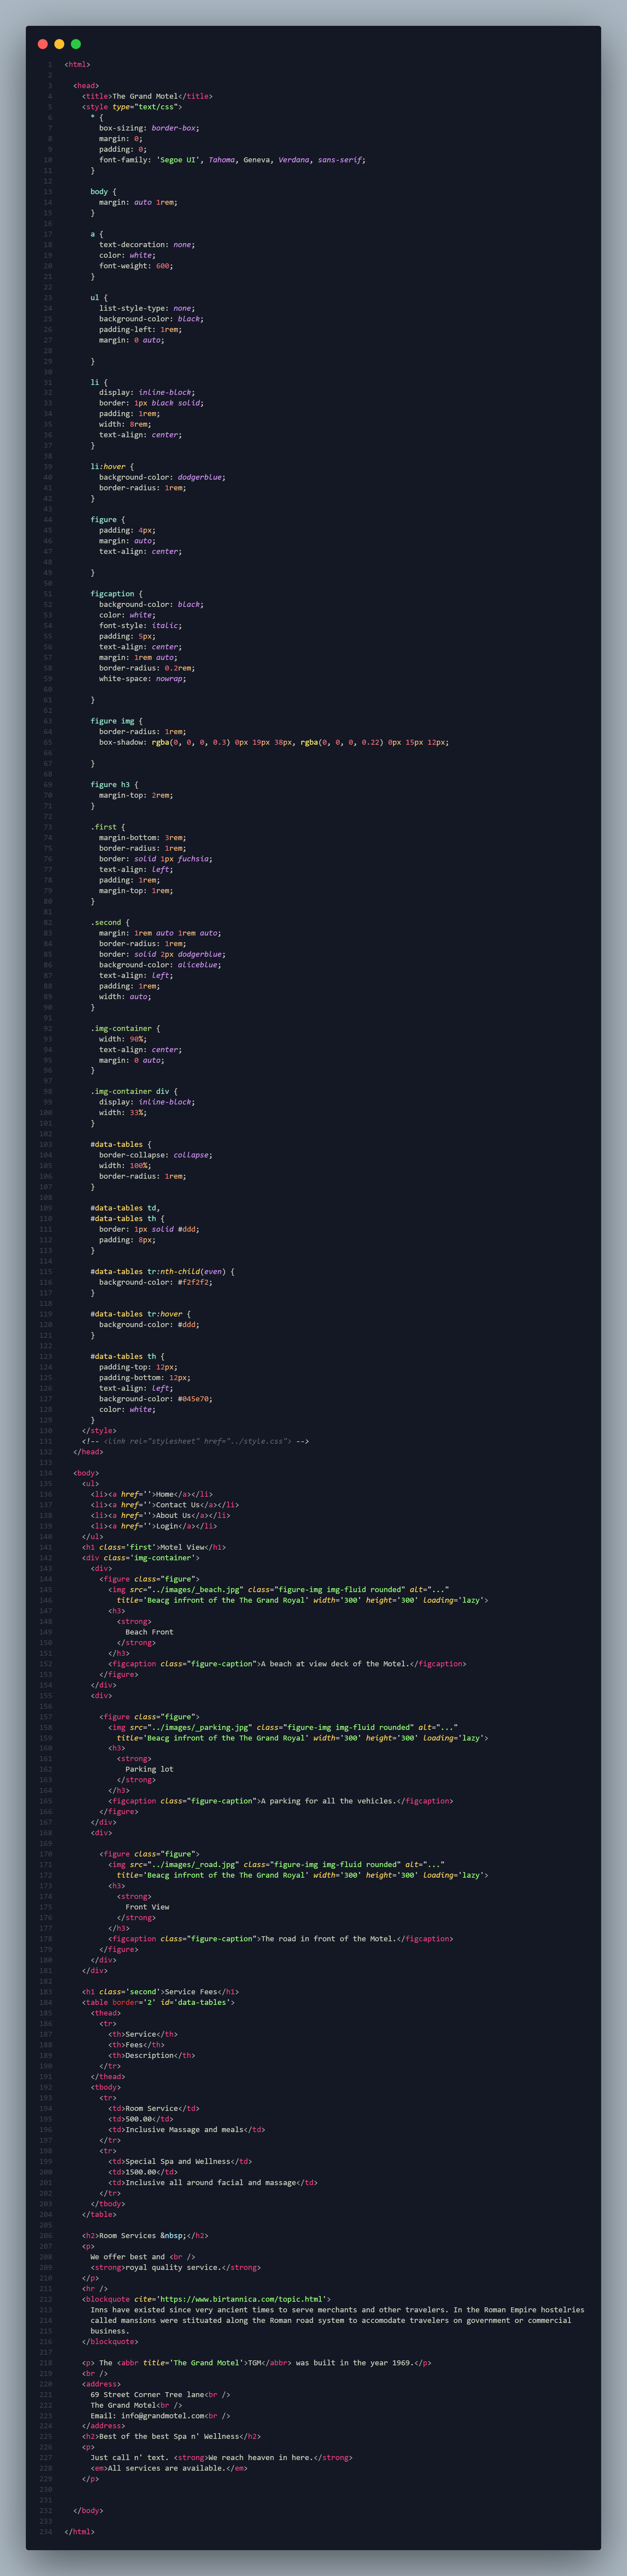 1 <html>
2
3 <head>
4 <title>The Grand Motel</title>
5 <style type="text/css">
6 * {
7 box-sizing: border-box;
8 margin: 0;
9 padding: 0;
10 font-family: 'Segoe UI', Tahoma, Geneva, Verdana, sans-serif;
11 }
12
13 body {
14 margin: auto 1rem;
15 }
16
17 a {
18 text-decoration: none;
19 color: white;
20 font-weight: 600;
21 }
22
23 ul {
24 list-style-type: none;
25 background-color: black;
26 padding-left: 1rem;
27 margin: 0 auto;
28
29 }
30
31 li {
32 display: inline-block;
33 border: 1px black solid;
34 padding: 1rem;
35 width: 8rem;
36 text-align: center;
37 }
38
39 li:hover {
40 background-color: dodgerblue;
41 border-radius: 1rem;
42 }
43
44 figure {
45 padding: 4px;
46 margin: auto;
47 text-align: center;
48
49 }
50
51 figcaption {
52 background-color: black;
53 color: white;
54 font-style: italic;
55 padding: 5px;
56 text-align: center;
57 margin: 1rem auto;
58 border-radius: 0.2rem;
59 white-space: nowrap;
60
61 }
62
63 figure img {
64 border-radius: 1rem;
65 box-shadow: rgba(0, 0, 0, 0.3) 0px 19px 38px, rgba(0, 0, 0, 0.22) 0px 15px 12px;
66
67 }
68
69 figure h3 {
70 margin-top: 2rem;
71 }
72
73 .first {
74 margin-bottom: 3rem;
75 border-radius: 1rem;
76 border: solid 1px fuchsia;
77 text-align: left;
78 padding: 1rem;
79 margin-top: 1rem;
80 }
81
82 .second {
83 margin: 1rem auto 1rem auto;
84 border-radius: 1rem;
85 border: solid 2px dodgerblue;
86 background-color: aliceblue;
87 text-align: left;
88 padding: 1rem;
89 width: auto;
90 }
91
92 .img-container {
93 width: 90%;
94 text-align: center;
95 margin: 0 auto;
96 }
97
98 .img-container div {
99 display: inline-block;
100 width: 33%;
101 }
102
103 #data-tables {
104 border-collapse: collapse;
105 width: 100%;
106 border-radius: 1rem;
107 }
108
109 #data-tables td,
110 #data-tables th {
111 border: 1px solid #ddd;
112 padding: 8px;
113 }
114
115 #data-tables tr:nth-child(even) {
116 background-color: #f2f2f2;
117 }
118
119 #data-tables tr:hover {
120 background-color: #ddd;
121 }
122
123 #data-tables th {
124 padding-top: 12px;
125 padding-bottom: 12px;
126 text-align: left;
127 background-color: #045e70;
128 color: white;
129 }
130 </style>
131 <!-- <link rel="stylesheet" href="../style.css"> -->
132 </head>
133
134 <body>
135 <ul>
136 <li><a href=''>Home</a></li>
137 <li><a href=''>Contact Us</a></li>
138 <li><a href=''>About Us</a></li>
139 <li><a href=''>Login</a></li>
140 </ul>
141 <h1 class='first'>Motel View</h1>
142 <div class='img-container'>
143 <div>
144 <figure class="figure">
145 <img src="../images/_beach.jpg" class="figure-img img-fluid rounded" alt="..."
146 title='Beacg infront of the The Grand Royal' width='300' height='300' loading='lazy'>
147 <h3>
148 <strong>
149 Beach Front
150 </strong>
151 </h3>
152 <figcaption class="figure-caption">A beach at view deck of the Motel.</figcaption>
153 </figure>
154 </div>
155 <div>
156
157 <figure class="figure">
158 <img src="../images/_parking.jpg" class="figure-img img-fluid rounded" alt="..."
159 title='Beacg infront of the The Grand Royal' width='300' height='300' loading='lazy'>
160 <h3>
161 <strong>
162 Parking lot
163 </strong>
164 </h3>
165 <figcaption class="figure-caption">A parking for all the vehicles.</figcaption>
166 </figure>
167 </div>
168 <div>
169
170 <figure class="figure">
171 <img src="../images/_road.jpg" class="figure-img img-fluid rounded" alt="..."
172 title='Beacg infront of the The Grand Royal' width='300' height='300' loading='lazy'>
173 <h3>
174 <strong>
175 Front View
176 </strong>
177 </h3>
178 <figcaption class="figure-caption">The road in front of the Motel.</figcaption>
179 </figure>
180 </div>
181 </div>
182
183 <h1 class='second'>Service Fees</h1>
184 <table border='2' id='data-tables'>
185 <thead>
186 <tr>
187 <th>Service</th>
188 <th>Fees</th>
189 <th>Description</th>
190 </tr>
191 </thead>
192 <tbody>
193 <tr>
194 <td>Room Service</td>
195 <td>500.00</td>
196 <td>Inclusive Massage and meals</td>
197 </tr>
198 <tr>
199 <td>Special Spa and Wellness</td>
200 <td>1500.00</td>
201 <td>Inclusive all around facial and massage</td>
202 </tr>
203 </tbody>
204 </table>
205
206 <h2>Room Services &nbsp;</h2>
207 <p>
208 We offer best and <br />
209 <strong>royal quality service.</strong>
210 </p>
211 <hr />
212 <blockquote cite='https://www.birtannica.com/topic.html'>
213 Inns have existed since very ancient times to serve merchants and other travelers. In the Roman Empire hostelries
214 called mansions were stituated along the Roman road system to accomodate travelers on government or commercial
215 business.
216 </blockquote>
217
218 <p> The <abbr title='The Grand Motel'>TGM</abbr> was built in the year 1969.</p>
219 <br />
220 <address>
221 69 Street Corner Tree lane<br />
222 The Grand Motel<br />
223 Email: info@grandmotel.com<br />
224 </address>
225 <h2>Best of the best Spa n' Wellness</h2>
226 <p>
227 Just call n' text. <strong>We reach heaven in here.</strong>
228 <em>All services are available.</em>
229 </p>
230
231
232 </body>
233
234 </html>